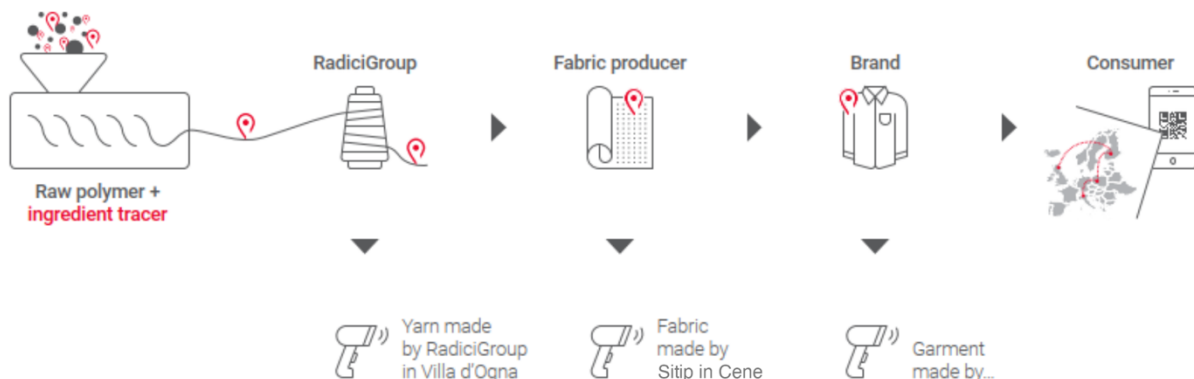 RadiciGroup
Fabric producer
Brand
Consumer
Raw polymer +
ingredient tracer
Yarn made
by RadiciGroup
in Villa d'Ogna
Fabric
made by
Sitip in Cene
Garment
made by...